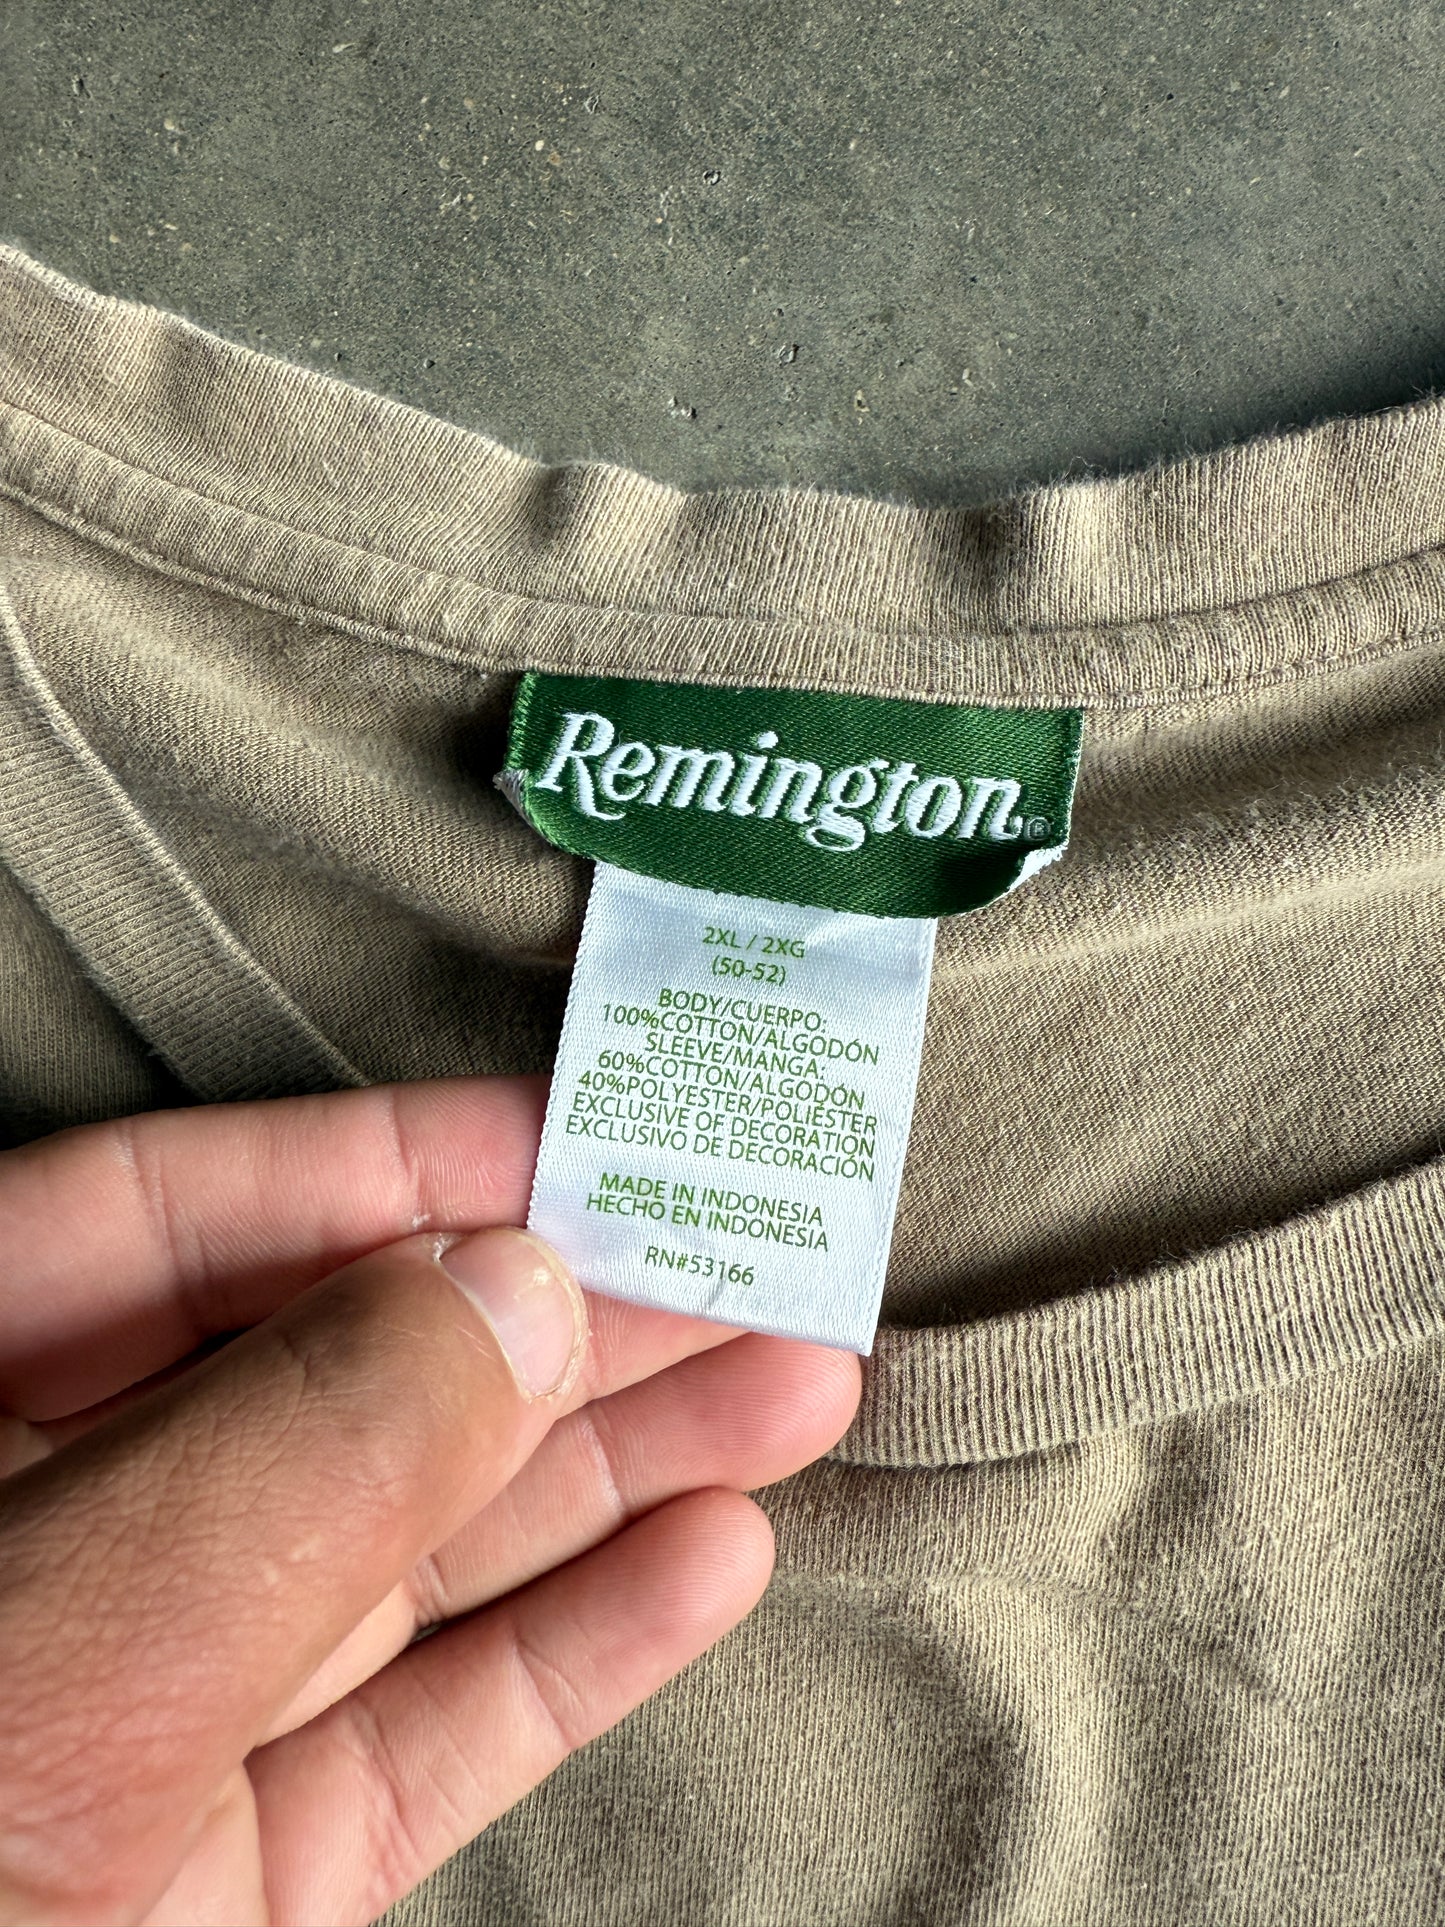 Remington®
2XL / 2XG
(50-52)
BODY/CUERPO:
100%COTTON/ALGODÓN
SLEEVE/MANGA:
60%COTTON/ALGODÓN
40%POLYESTER/POLIÉSTER
EXCLUSIVE OF DECORATION
EXCLUSIVO DE DECORACIÓN
MADE IN INDONESIA
HECHO EN INDONESIA
RN#53166